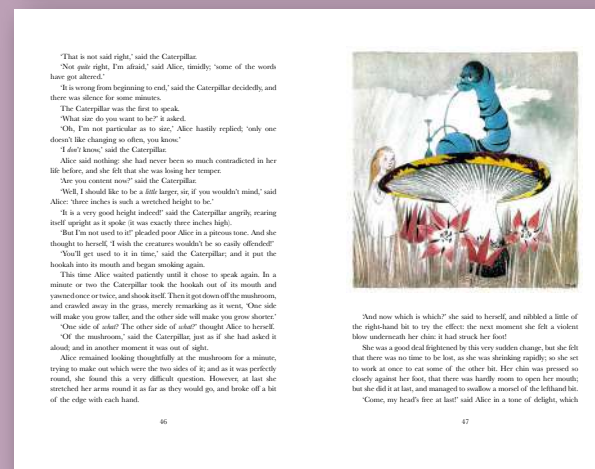 ‘That is not said right,’ said the Caterpillar.
‘Not quite right, I’m afraid,’ said Alice, timidly; ‘some of the words
have got altered.’
‘It is wrong from beginning to end,’ said the Caterpillar decidedly, and
there was silence for some minutes.
The Caterpillar was the first to speak.
‘What size do you want to be?’ it asked.
‘Oh, I’m not particular as to size,’ Alice hastily replied; ‘only one
doesn’t like changing so often, you know.’
‘I don’t know,’ said the Caterpillar.
Alice said nothing: she had never been so much contradicted in her
life before, and she felt that she was losing her temper.
‘Are you content now?’ said the Caterpillar.
‘Well, I should like to be a little larger, sir, if you wouldn’t mind,’ said
Alice: ‘three inches is such a wretched height to be.’
‘It is a very good height indeed!’ said the Caterpillar angrily, rearing
itself upright as it spoke (it was exactly three inches high).
‘But I’m not used to it!’ pleaded poor Alice in a piteous tone. And she
thought to herself, ‘I wish the creatures wouldn’t be so easily offended!’
‘You’ll get used to it in time,’ said the Caterpillar; and it put the
hookah into its mouth and began smoking again.
This time Alice waited patiently until it chose to speak again. In a
minute or two the Caterpillar took the hookah out of its mouth and
yawned once or twice, and shook itself. Then it got down off the mushroom,
and crawled away in the grass, merely remarking as it went, ‘One side
will make you grow taller, and the other side will make you grow shorter.’
‘One side of what? The other side of what?’ thought Alice to herself.
‘Of the mushroom,’ said the Caterpillar, just as if she had asked it
aloud; and in another moment it was out of sight.
Alice remained looking thoughtfully at the mushroom for a minute,
trying to make out which were the two sides of it; and as it was perfectly
round, she found this a very difficult question. However, at last she
stretched her arms round it as far as they would go, and broke off a bit
of the edge with each hand.
46
‘And now which is which?’ she said to herself, and nibbled a little of
the right-hand bit to try the effect: the next moment she felt a violent
blow underneath her chin: it had struck her foot!
She was a good deal frightened by this very sudden change, but she felt
that there was no time to be lost, as she was shrinking rapidly; so she set
to work at once to eat some of the other bit. Her chin was pressed so
closely against her foot, that there was hardly room to open her mouth;
but she did it at last, and managed to swallow a morsel of the lefthand bit.
‘Come, my head’s free at last!’ said Alice in a tone of delight, which
47